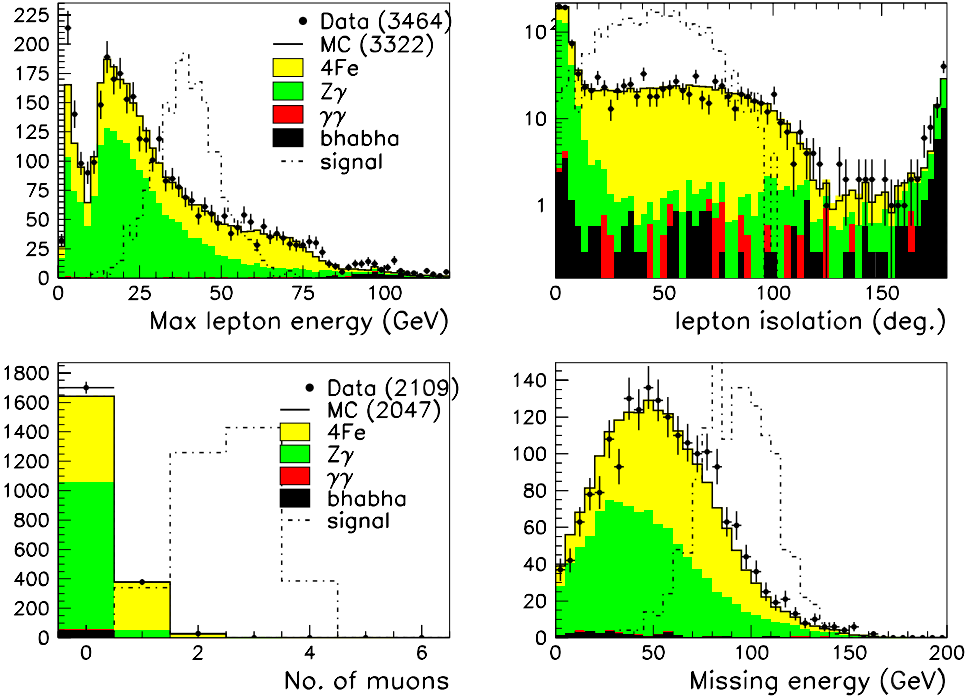 225
200
175
150
125
100
75
50
25
0
Data (3464)
MC (3322)
4Fe
Zγ
γγ
bhabha
signal
0 25 50 75 100
Max lepton energy (GeV)
10²
10
1
0 50 100 150
lepton isolation (deg.)
1800
1600
1400
1200
1000
800
600
400
200
0
Data (2109)
MC (2047)
4Fe
Zγ
γγ
bhabha
signal
0 2 4 6
No. of muons
140
120
100
80
60
40
20
0
0 50 100 150 200
Missing energy (GeV)